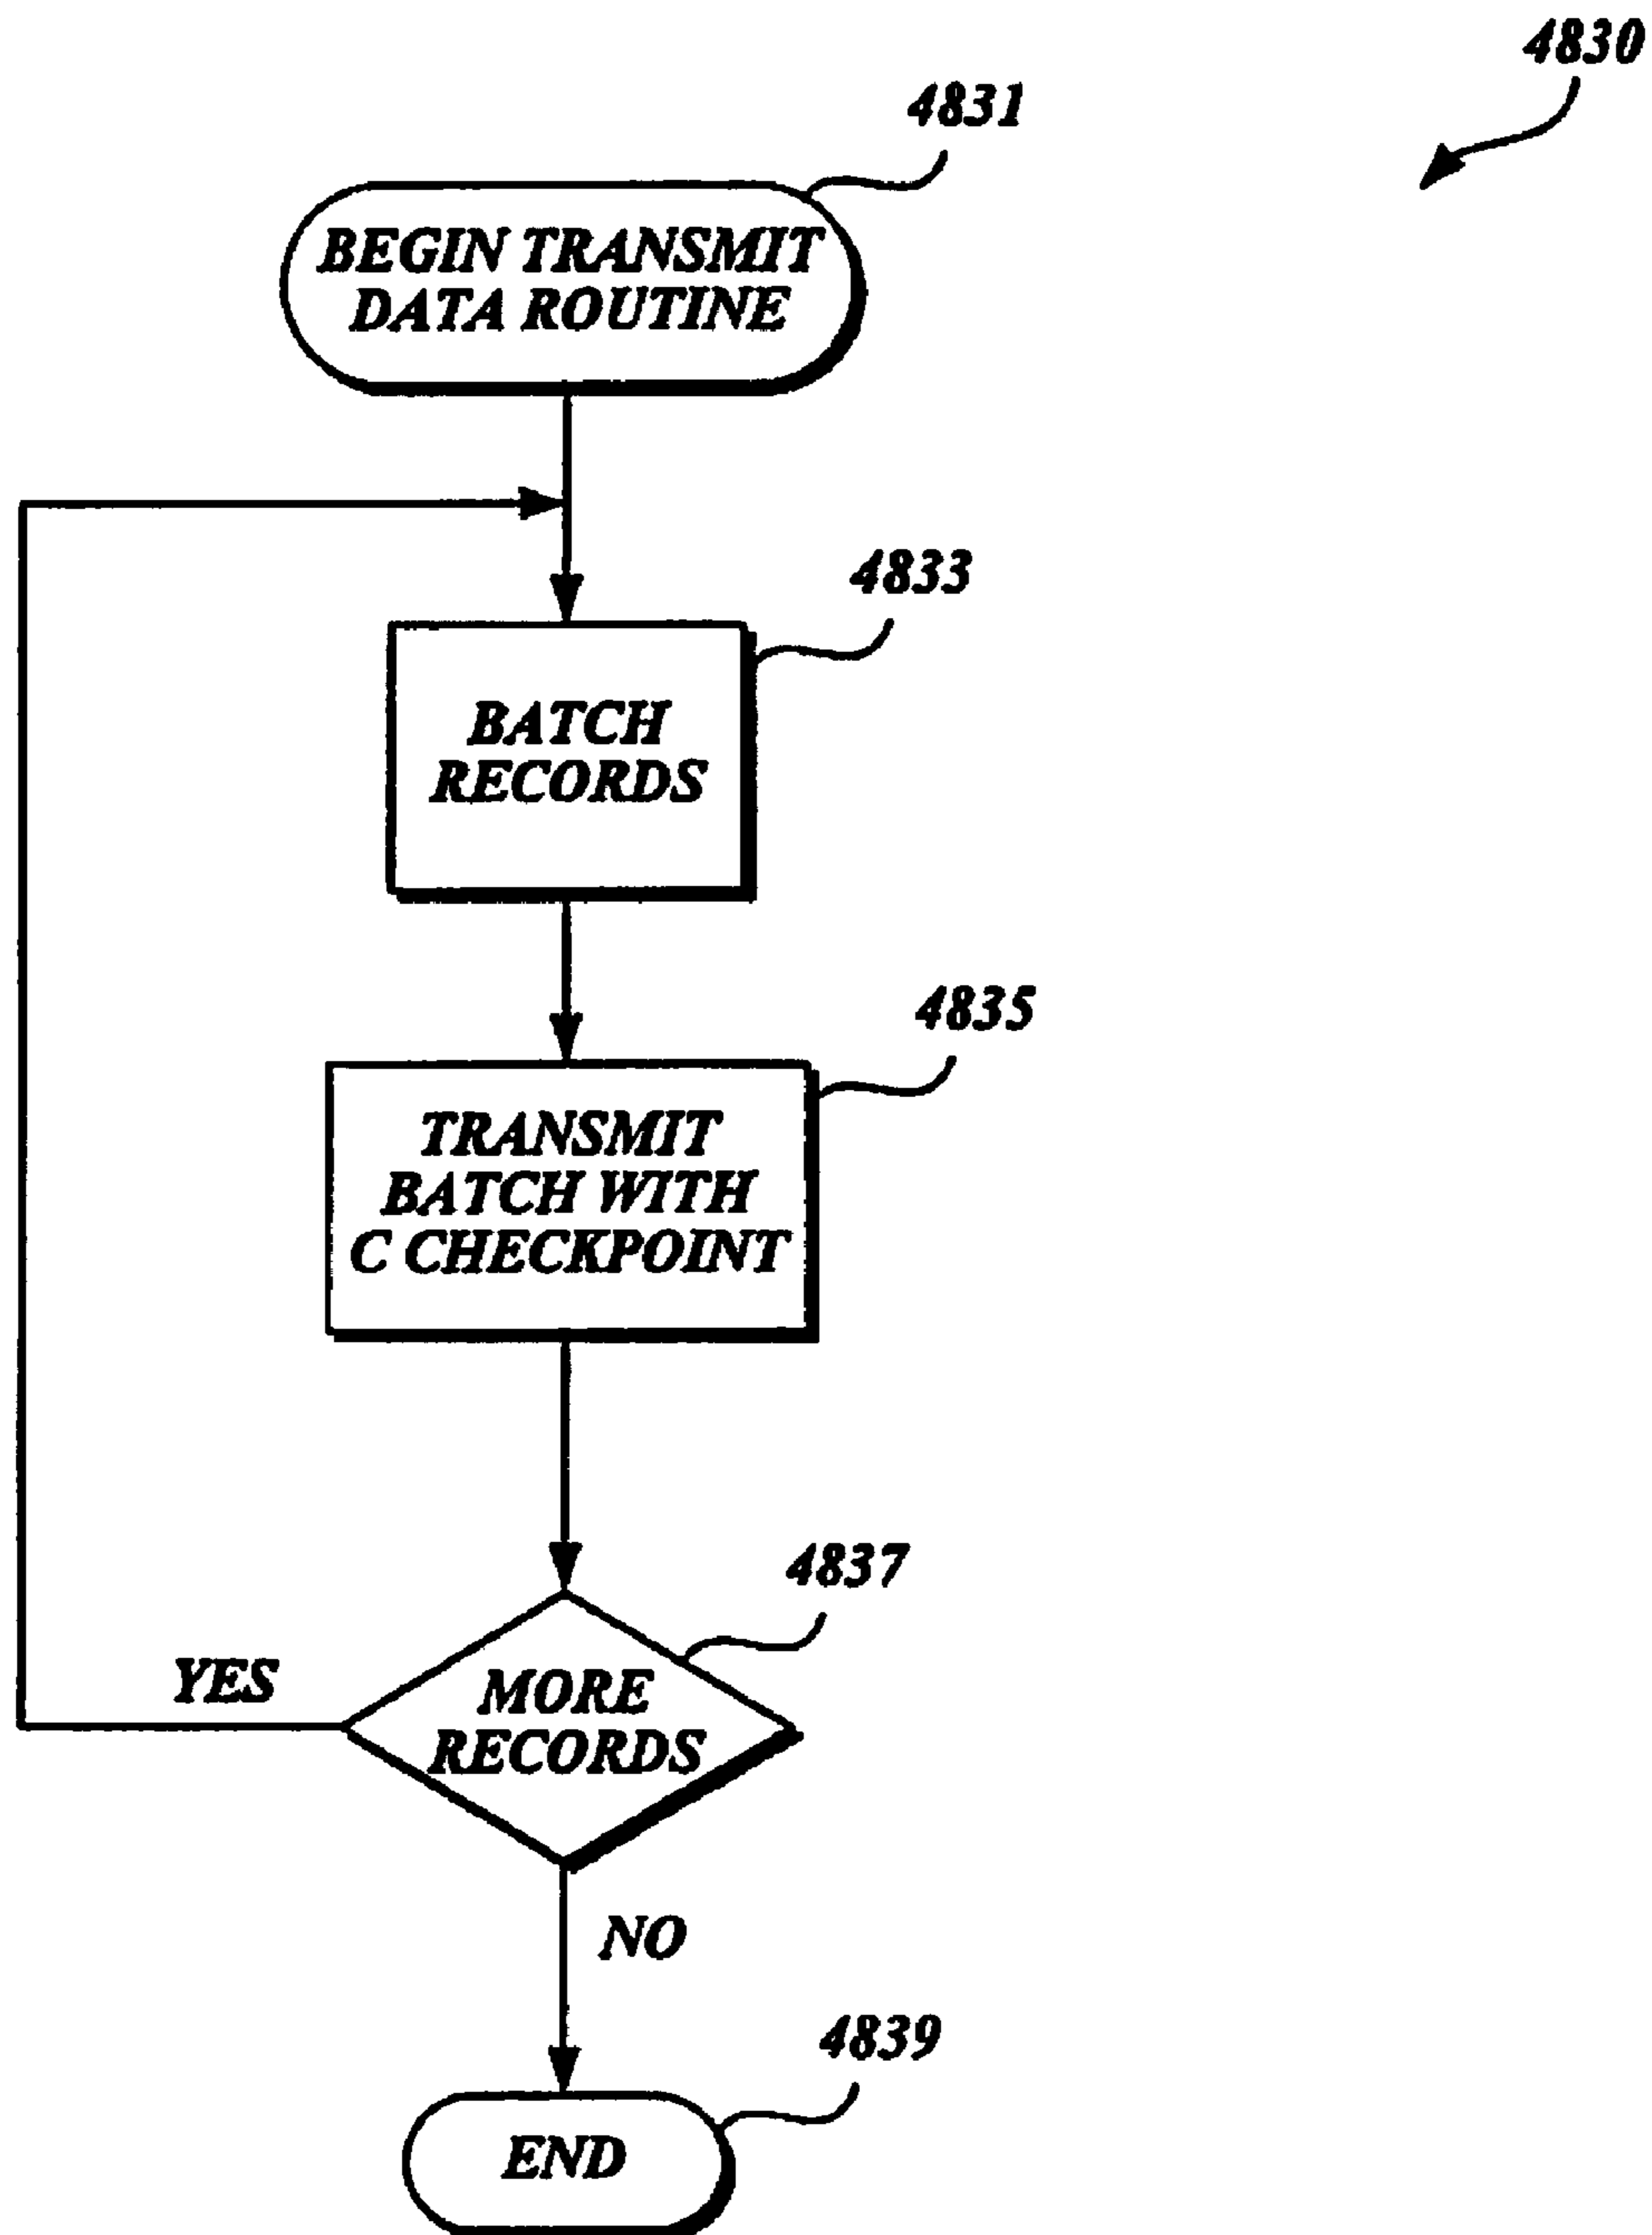 4830
4831
BEGIN TRANSMIT
DATA ROUTINE
4833
BATCH
RECORDS
4835
TRANSMIT
BATCH WITH
C CHECKPOINT
4837
MORE
RECORDS
YES
NO
4839
END